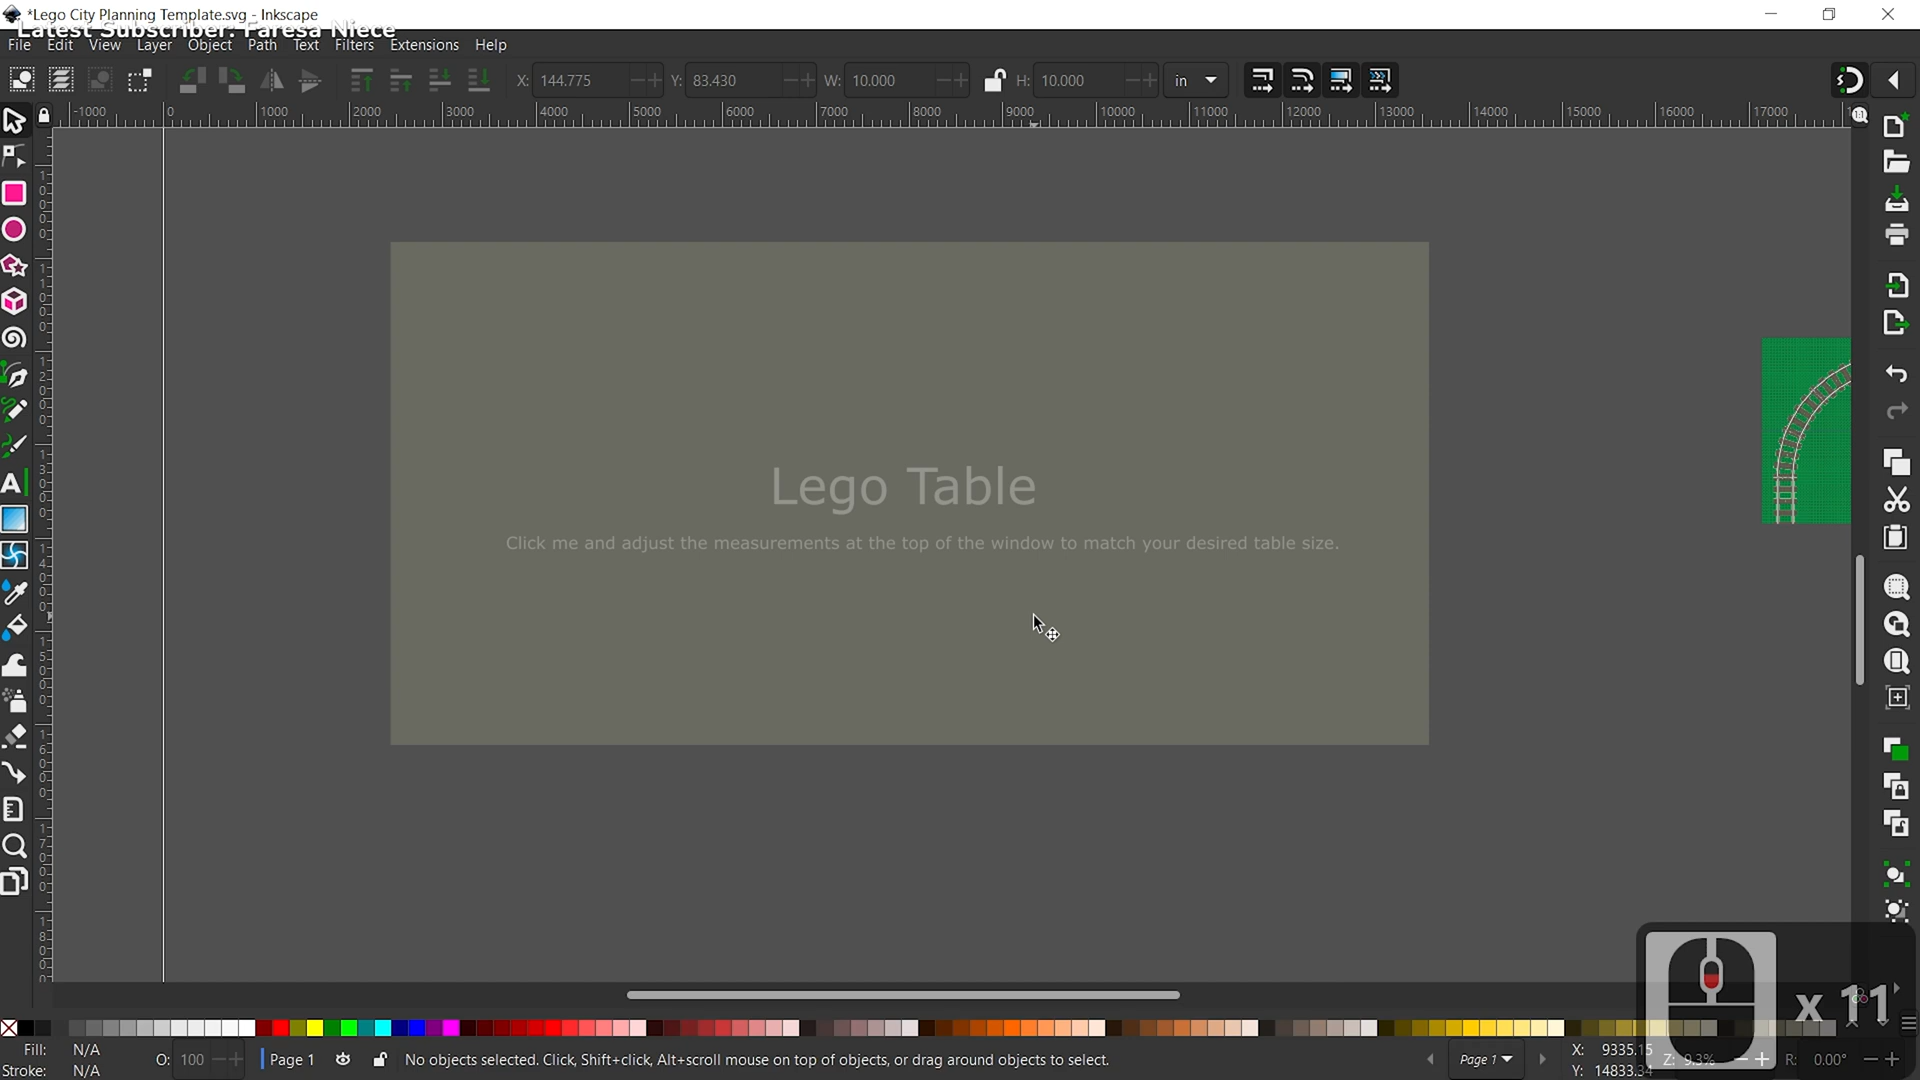 *Lego City Planning Template.svg - Inkscape
Latest Subscriber: Faresa Niece
File Edit View Layer Object Path Text Filters Extensions Help
X: 144.775 Y: 83.430 W: 10.000 H: 10.000 in
-1000 0 1000 2000 3000 4000 5000 6000 7000 8000 9000 10000 11000 12000 13000 14000 15000 16000 17000
Lego Table
Click me and adjust the measurements at the top of the window to match your desired table size.
x 11
Fill: N/A
Stroke: N/A
O: 100
Page 1
No objects selected. Click, Shift+click, Alt+scroll mouse on top of objects, or drag around objects to select.
Page 1
X: 9335.15
Y: 14833.34
Z: 9.3%
R: 0.00°